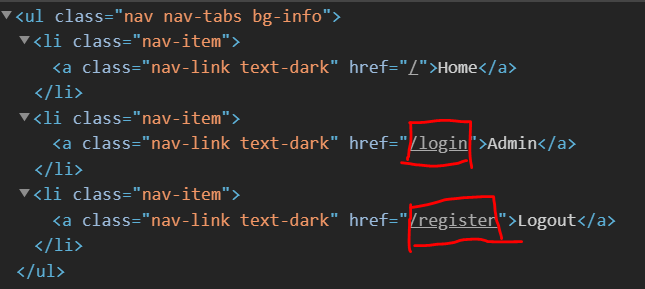 <ul class="nav nav-tabs bg-info">
<li class="nav-item">
<a class="nav-link text-dark" href="/">Home</a>
</li>
<li class="nav-item">
<a class="nav-link text-dark" href="/login">Admin</a>
</li>
<li class="nav-item">
<a class="nav-link text-dark" href="/register">Logout</a>
</li>
</ul>